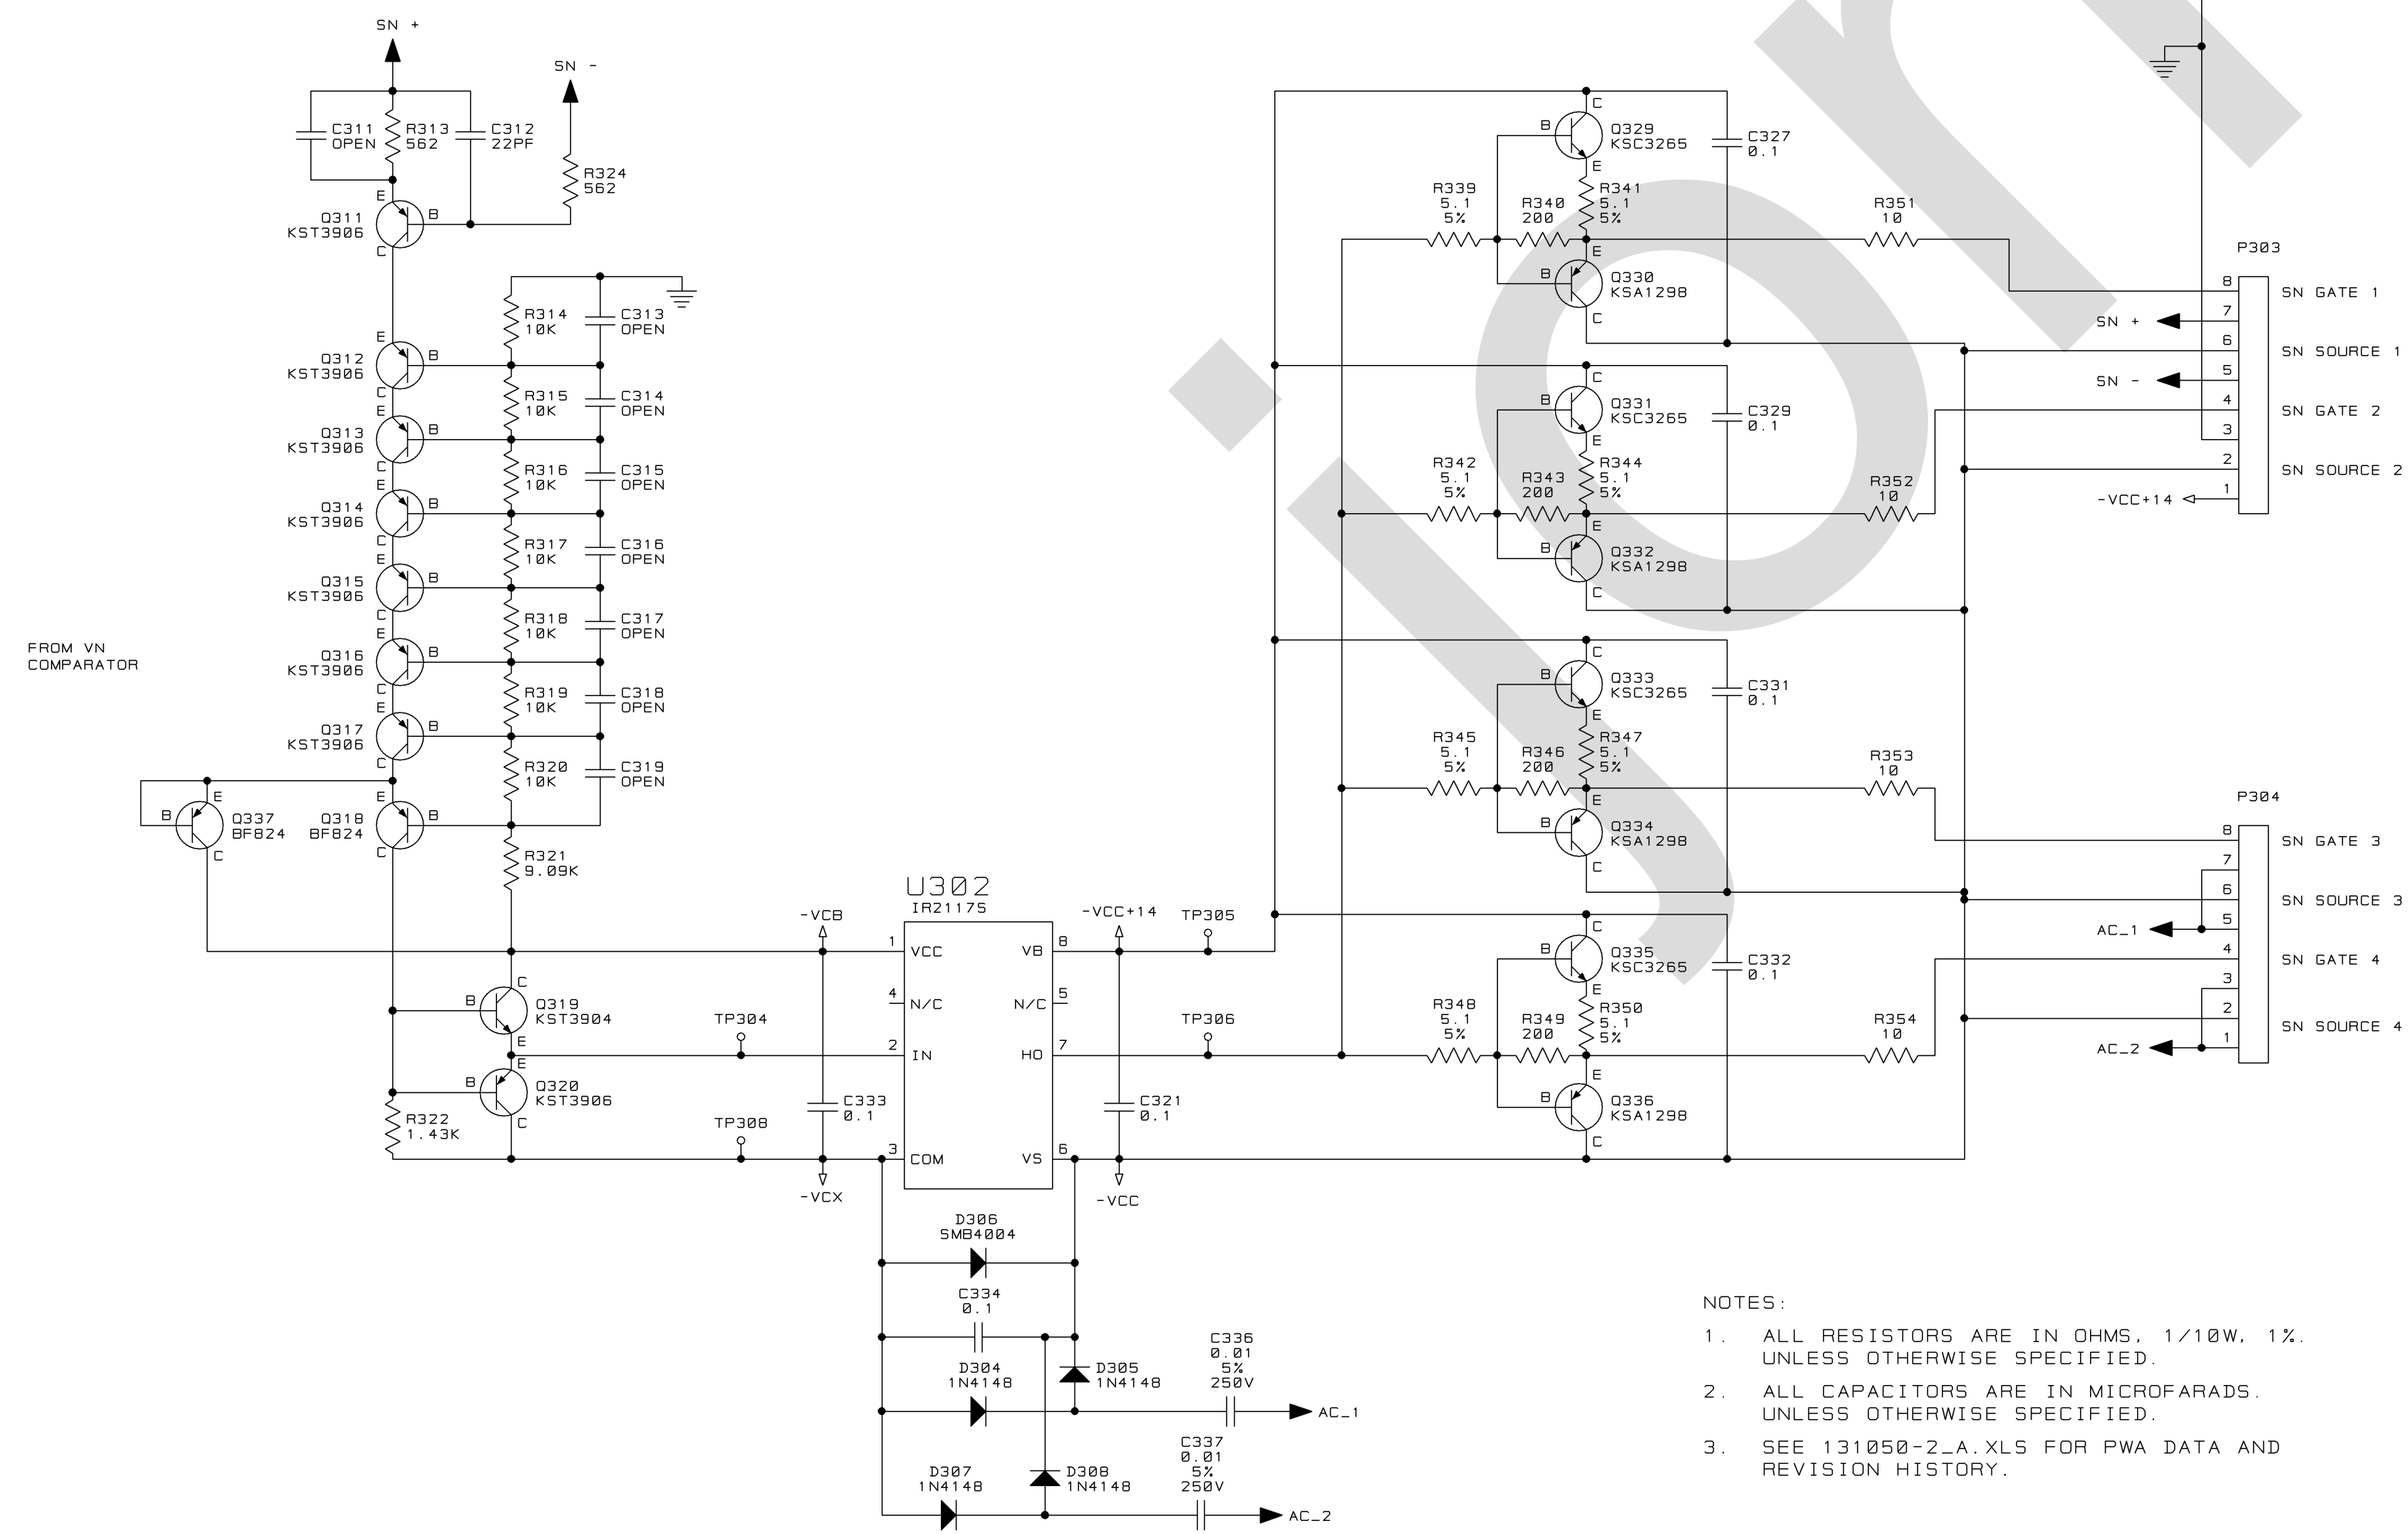 SN +
SN -
C311
OPEN
R313
562
C312
22PF
R324
562
E
B
C
Q311
KST3906
R314
10K
C313
OPEN
E
B
C
Q312
KST3906
R315
10K
C314
OPEN
E
B
C
Q313
KST3906
R316
10K
C315
OPEN
E
B
C
Q314
KST3906
R317
10K
C316
OPEN
E
B
C
Q315
KST3906
R318
10K
C317
OPEN
FROM VN
COMPARATOR
E
B
C
Q316
KST3906
R319
10K
C318
OPEN
E
B
C
Q317
KST3906
R320
10K
C319
OPEN
B
E
C
Q337
BF824
E
B
C
Q318
BF824
R321
9.09K
C
B
E
Q319
KST3904
E
B
C
Q320
KST3906
R322
1.43K
TP304
TP308
-VCB
C333
0.1
-VCX
U302
IR2117S
1
VCC
4
N/C
2
IN
3
COM
VB
8
N/C
5
HO
7
VS
6
-VCC+14
TP305
TP306
C321
0.1
-VCC
D306
SMB4004
C334
0.1
D304
1N4148
D305
1N4148
C336
0.01
5%
250V
AC_1
D307
1N4148
D308
1N4148
C337
0.01
5%
250V
AC_2
C
B
E
Q329
KSC3265
C327
0.1
R339
5.1
5%
R340
200
R341
5.1
5%
R351
10
E
B
C
Q330
KSA1298
C
B
E
Q331
KSC3265
C329
0.1
R342
5.1
5%
R343
200
R344
5.1
5%
R352
10
E
B
C
Q332
KSA1298
C
B
E
Q333
KSC3265
C331
0.1
R345
5.1
5%
R346
200
R347
5.1
5%
R353
10
E
B
C
Q334
KSA1298
C
B
E
Q335
KSC3265
C332
0.1
R348
5.1
5%
R349
200
R350
5.1
5%
R354
10
E
B
C
Q336
KSA1298
P303
8
SN GATE 1
SN +
7
6
SN SOURCE 1
SN -
5
4
SN GATE 2
3
2
SN SOURCE 2
-VCC+14
1
P304
8
SN GATE 3
7
6
SN SOURCE 3
AC_1
5
4
SN GATE 4
3
2
SN SOURCE 4
AC_2
1
NOTES:
1. ALL RESISTORS ARE IN OHMS, 1/10W, 1%.
UNLESS OTHERWISE SPECIFIED.
2. ALL CAPACITORS ARE IN MICROFARADS.
UNLESS OTHERWISE SPECIFIED.
3. SEE 131050-2_A.XLS FOR PWA DATA AND
REVISION HISTORY.